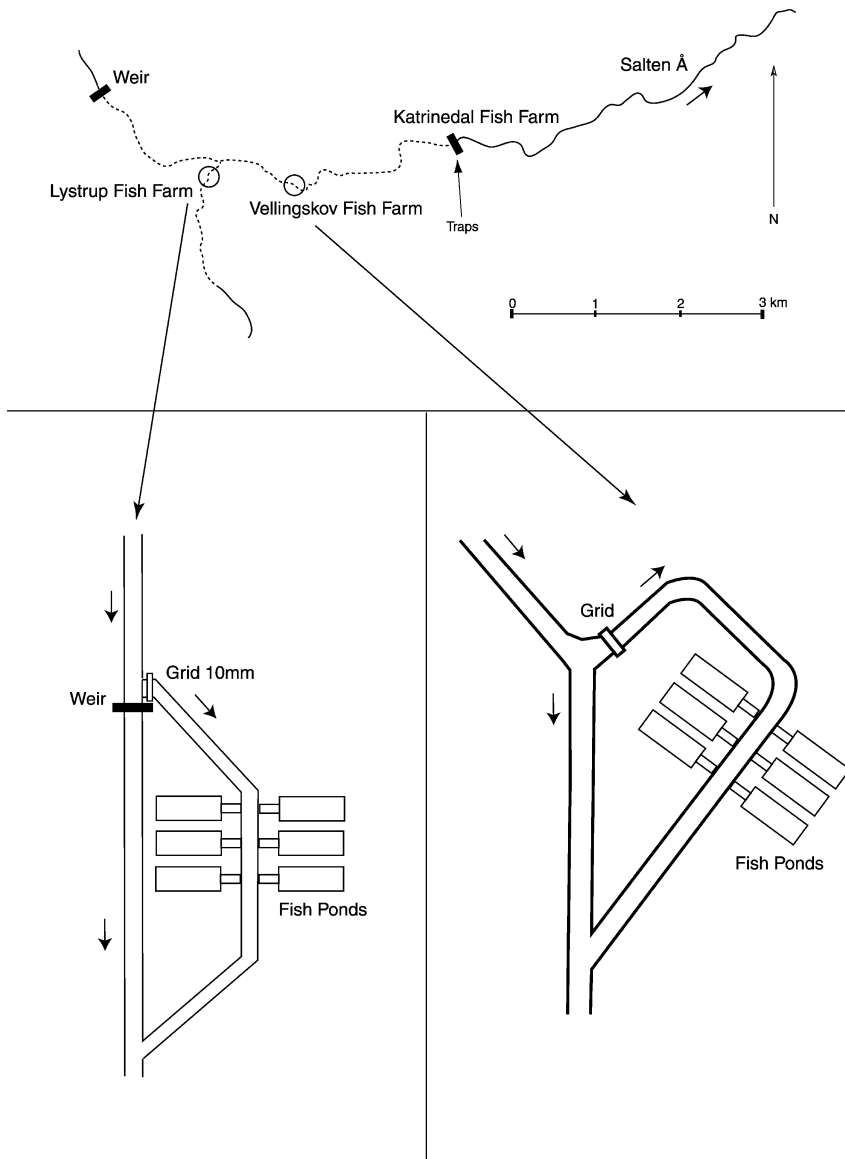 Weir
Salten Å
Katrinedal Fish Farm
Lystrup Fish Farm
Vellingskov Fish Farm
Traps
N
0 1 2 3 km
Grid
Grid 10mm
Weir
Fish Ponds
Fish Ponds